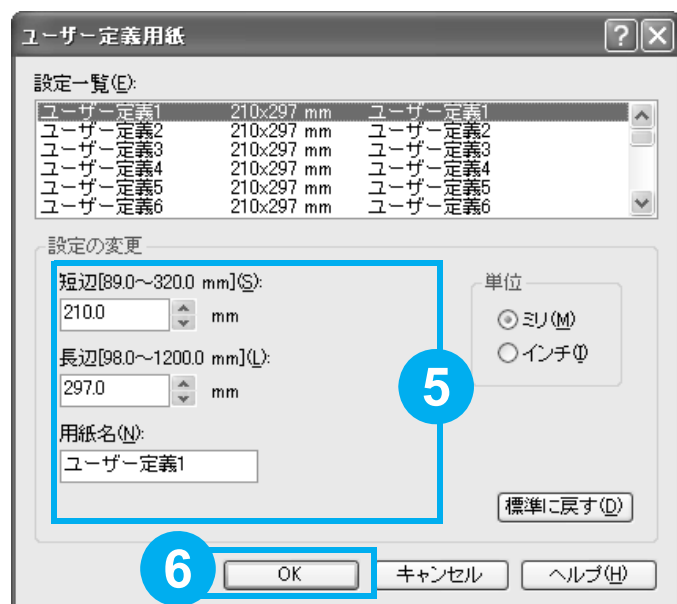 ユーザー定義用紙
設定一覧(E):
ユーザー定義1 210x297 mm ユーザー定義1
ユーザー定義2 210x297 mm ユーザー定義2
ユーザー定義3 210x297 mm ユーザー定義3
ユーザー定義4 210x297 mm ユーザー定義4
ユーザー定義5 210x297 mm ユーザー定義5
ユーザー定義6 210x297 mm ユーザー定義6
設定の変更
短辺[89.0～320.0 mm](S):
210.0 mm
長辺[98.0～1200.0 mm](L):
297.0 mm
用紙名(N):
ユーザー定義1
5
単位
ミリ(M)
インチ(I)
標準に戻す(D)
6
OK キャンセル ヘルプ(H)